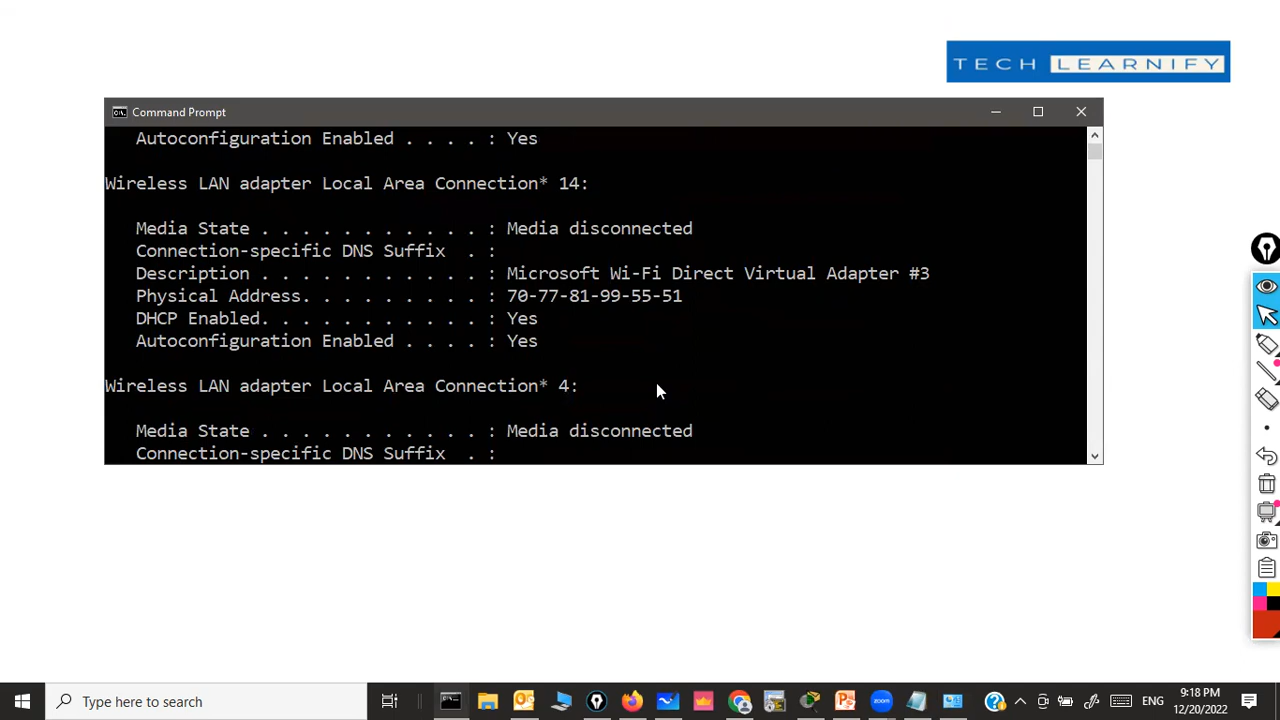 TECH LEARNIFY
Command Prompt
Autoconfiguration Enabled . . . . : Yes
Wireless LAN adapter Local Area Connection* 14:
Media State . . . . . . . . . . . : Media disconnected
Connection-specific DNS Suffix . :
Description . . . . . . . . . . . : Microsoft Wi-Fi Direct Virtual Adapter #3
Physical Address. . . . . . . . . : 70-77-81-99-55-51
DHCP Enabled. . . . . . . . . . . : Yes
Autoconfiguration Enabled . . . . : Yes
Wireless LAN adapter Local Area Connection* 4:
Media State . . . . . . . . . . . : Media disconnected
Connection-specific DNS Suffix . :
Type here to search
ENG
9:18 PM
12/20/2022